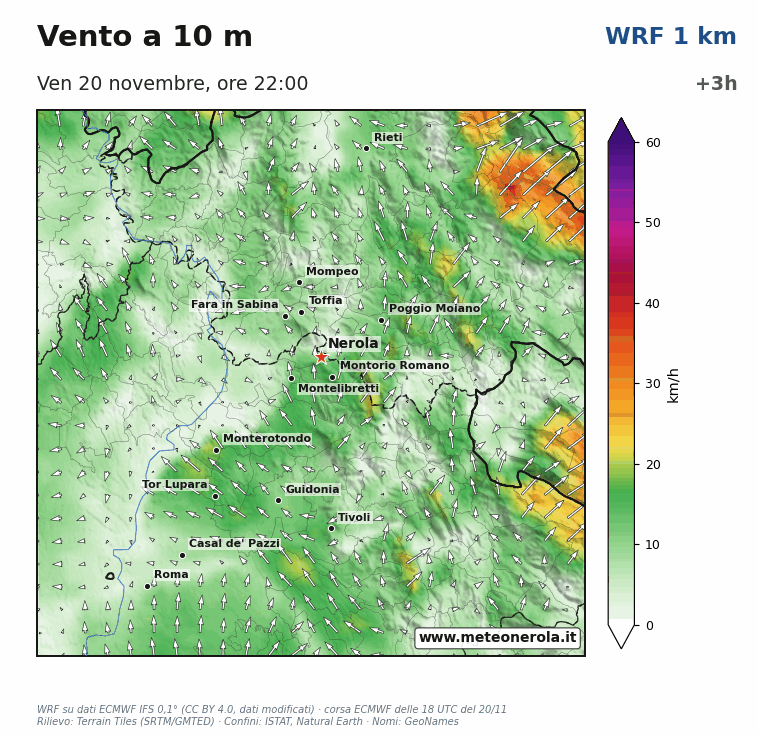 Vento a 10 m
WRF 1 km
Ven 20 novembre, ore 22:00
+3h
Rieti
Mompeo
Fara in Sabina
Toffia
Poggio Moiano
Nerola
Montorio Romano
Montelibretti
Monterotondo
Tor Lupara
Guidonia
Tivoli
Casal de' Pazzi
Roma
www.meteonerola.it
60
50
40
30
20
10
0
km/h
WRF su dati ECMWF IFS 0,1° (CC BY 4.0, dati modificati) · corsa ECMWF delle 18 UTC del 20/11
Rilievo: Terrain Tiles (SRTM/GMTED) · Confini: ISTAT, Natural Earth · Nomi: GeoNames